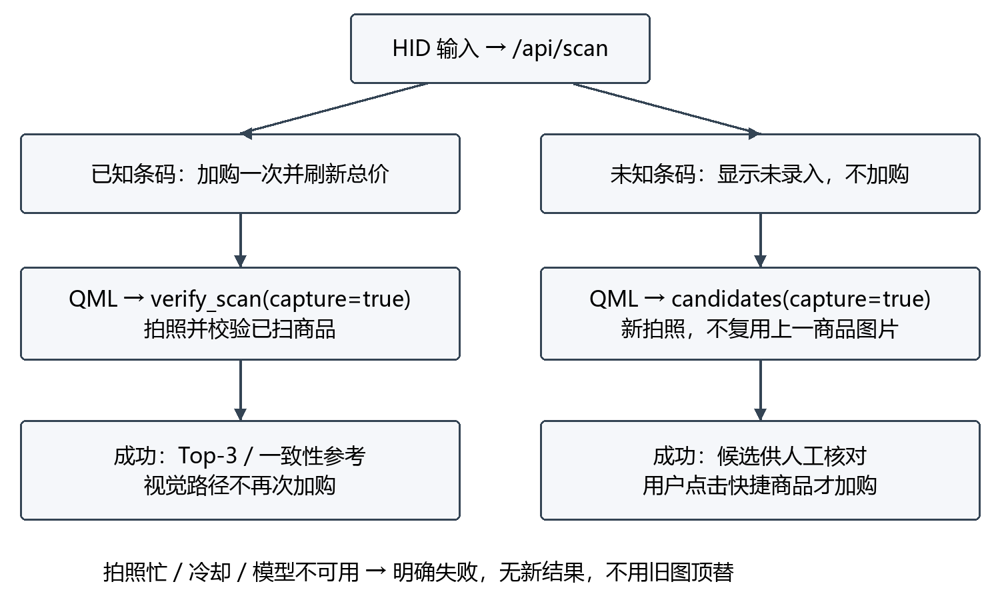 HID 输入 → /api/scan
已知条码：加购一次并刷新总价
未知条码：显示未录入，不加购
QML → verify_scan(capture=true)
拍照并校验已扫商品
QML → candidates(capture=true)
新拍照，不复用上一商品图片
成功：Top-3 / 一致性参考
视觉路径不再次加购
成功：候选供人工核对
用户点击快捷商品才加购
拍照忙 / 冷却 / 模型不可用 → 明确失败，无新结果，不用旧图顶替